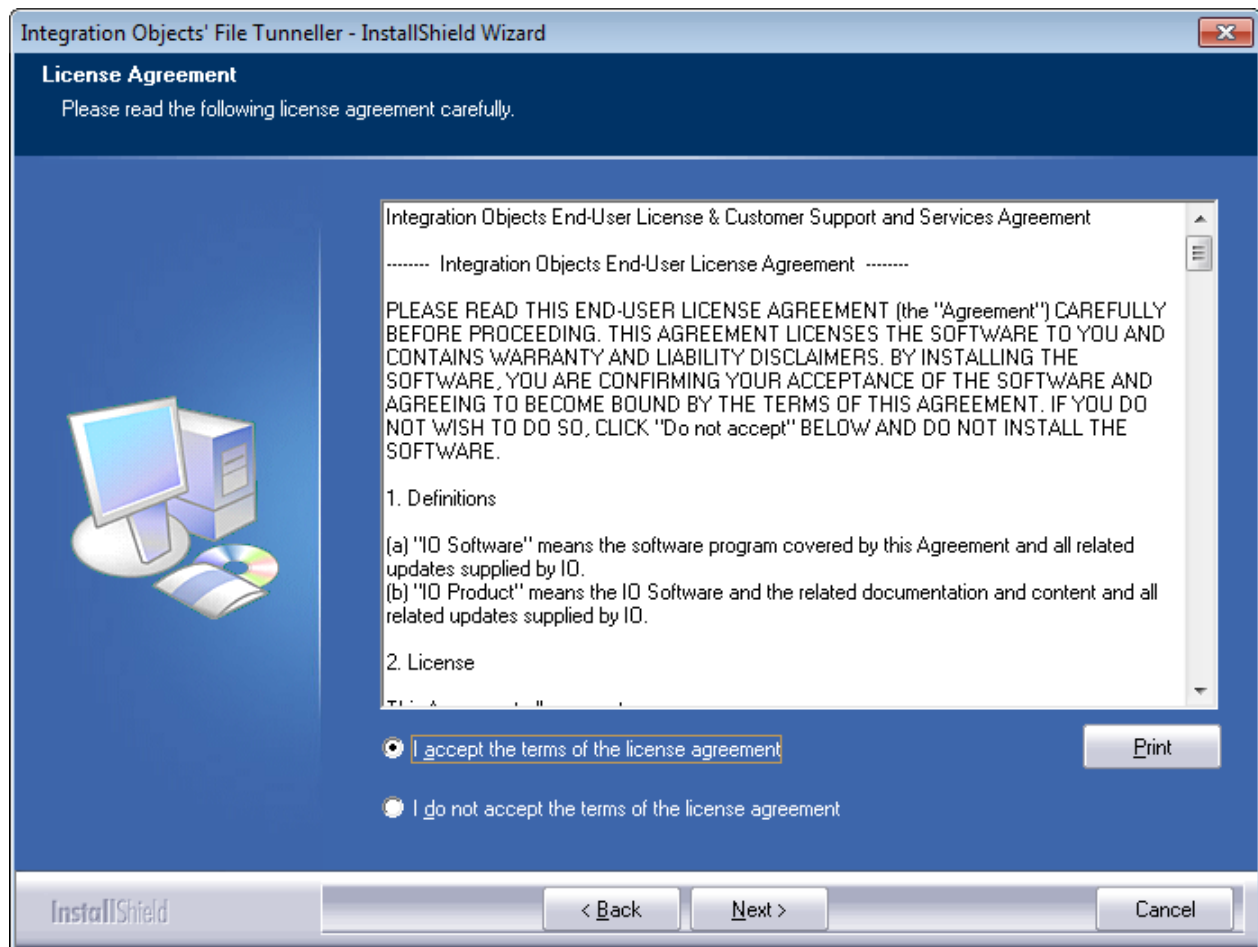 Integration Objects' File Tunneller - InstallShield Wizard
License Agreement
Please read the following license agreement carefully.
Integration Objects End-User License & Customer Support and Services Agreement
-------- Integration Objects End-User License Agreement --------
PLEASE READ THIS END-USER LICENSE AGREEMENT (the "Agreement") CAREFULLY
BEFORE PROCEEDING. THIS AGREEMENT LICENSES THE SOFTWARE TO YOU AND
CONTAINS WARRANTY AND LIABILITY DISCLAIMERS. BY INSTALLING THE
SOFTWARE, YOU ARE CONFIRMING YOUR ACCEPTANCE OF THE SOFTWARE AND
AGREEING TO BECOME BOUND BY THE TERMS OF THIS AGREEMENT. IF YOU DO
NOT WISH TO DO SO, CLICK "Do not accept" BELOW AND DO NOT INSTALL THE
SOFTWARE.
1. Definitions
(a) "IO Software" means the software program covered by this Agreement and all related
updates supplied by IO.
(b) "IO Product" means the IO Software and the related documentation and content and all
related updates supplied by IO.
2. License
I accept the terms of the license agreement
Print
I do not accept the terms of the license agreement
InstallShield
< Back
Next >
Cancel